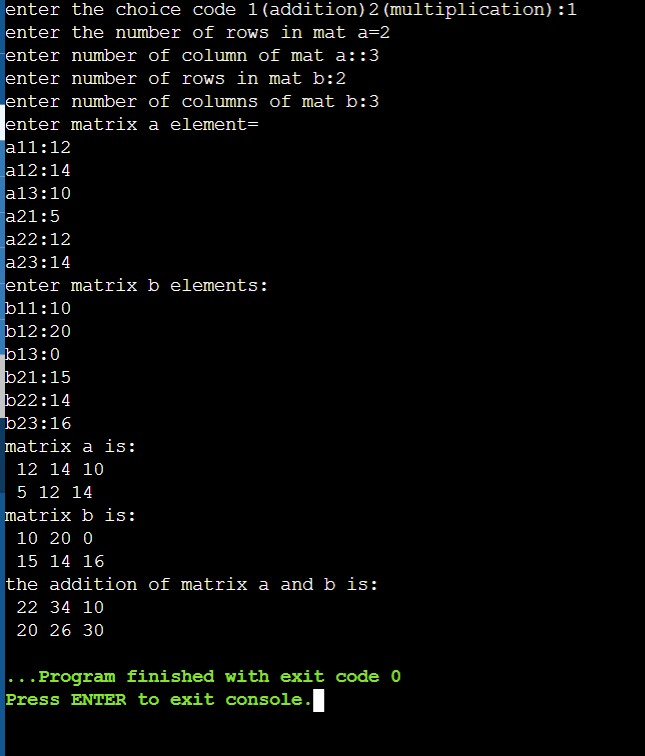 enter the choice code 1(addition)2(multiplication):1
enter the number of rows in mat a=2
enter number of column of mat a::3
enter number of rows in mat b:2
enter number of columns of mat b:3
enter matrix a element=
a11:12
a12:14
a13:10
a21:5
a22:12
a23:14
enter matrix b elements:
b11:10
b12:20
b13:0
b21:15
b22:14
b23:16
matrix a is:
12 14 10
5 12 14
matrix b is:
10 20 0
15 14 16
the addition of matrix a and b is:
22 34 10
20 26 30
...Program finished with exit code 0
Press ENTER to exit console.